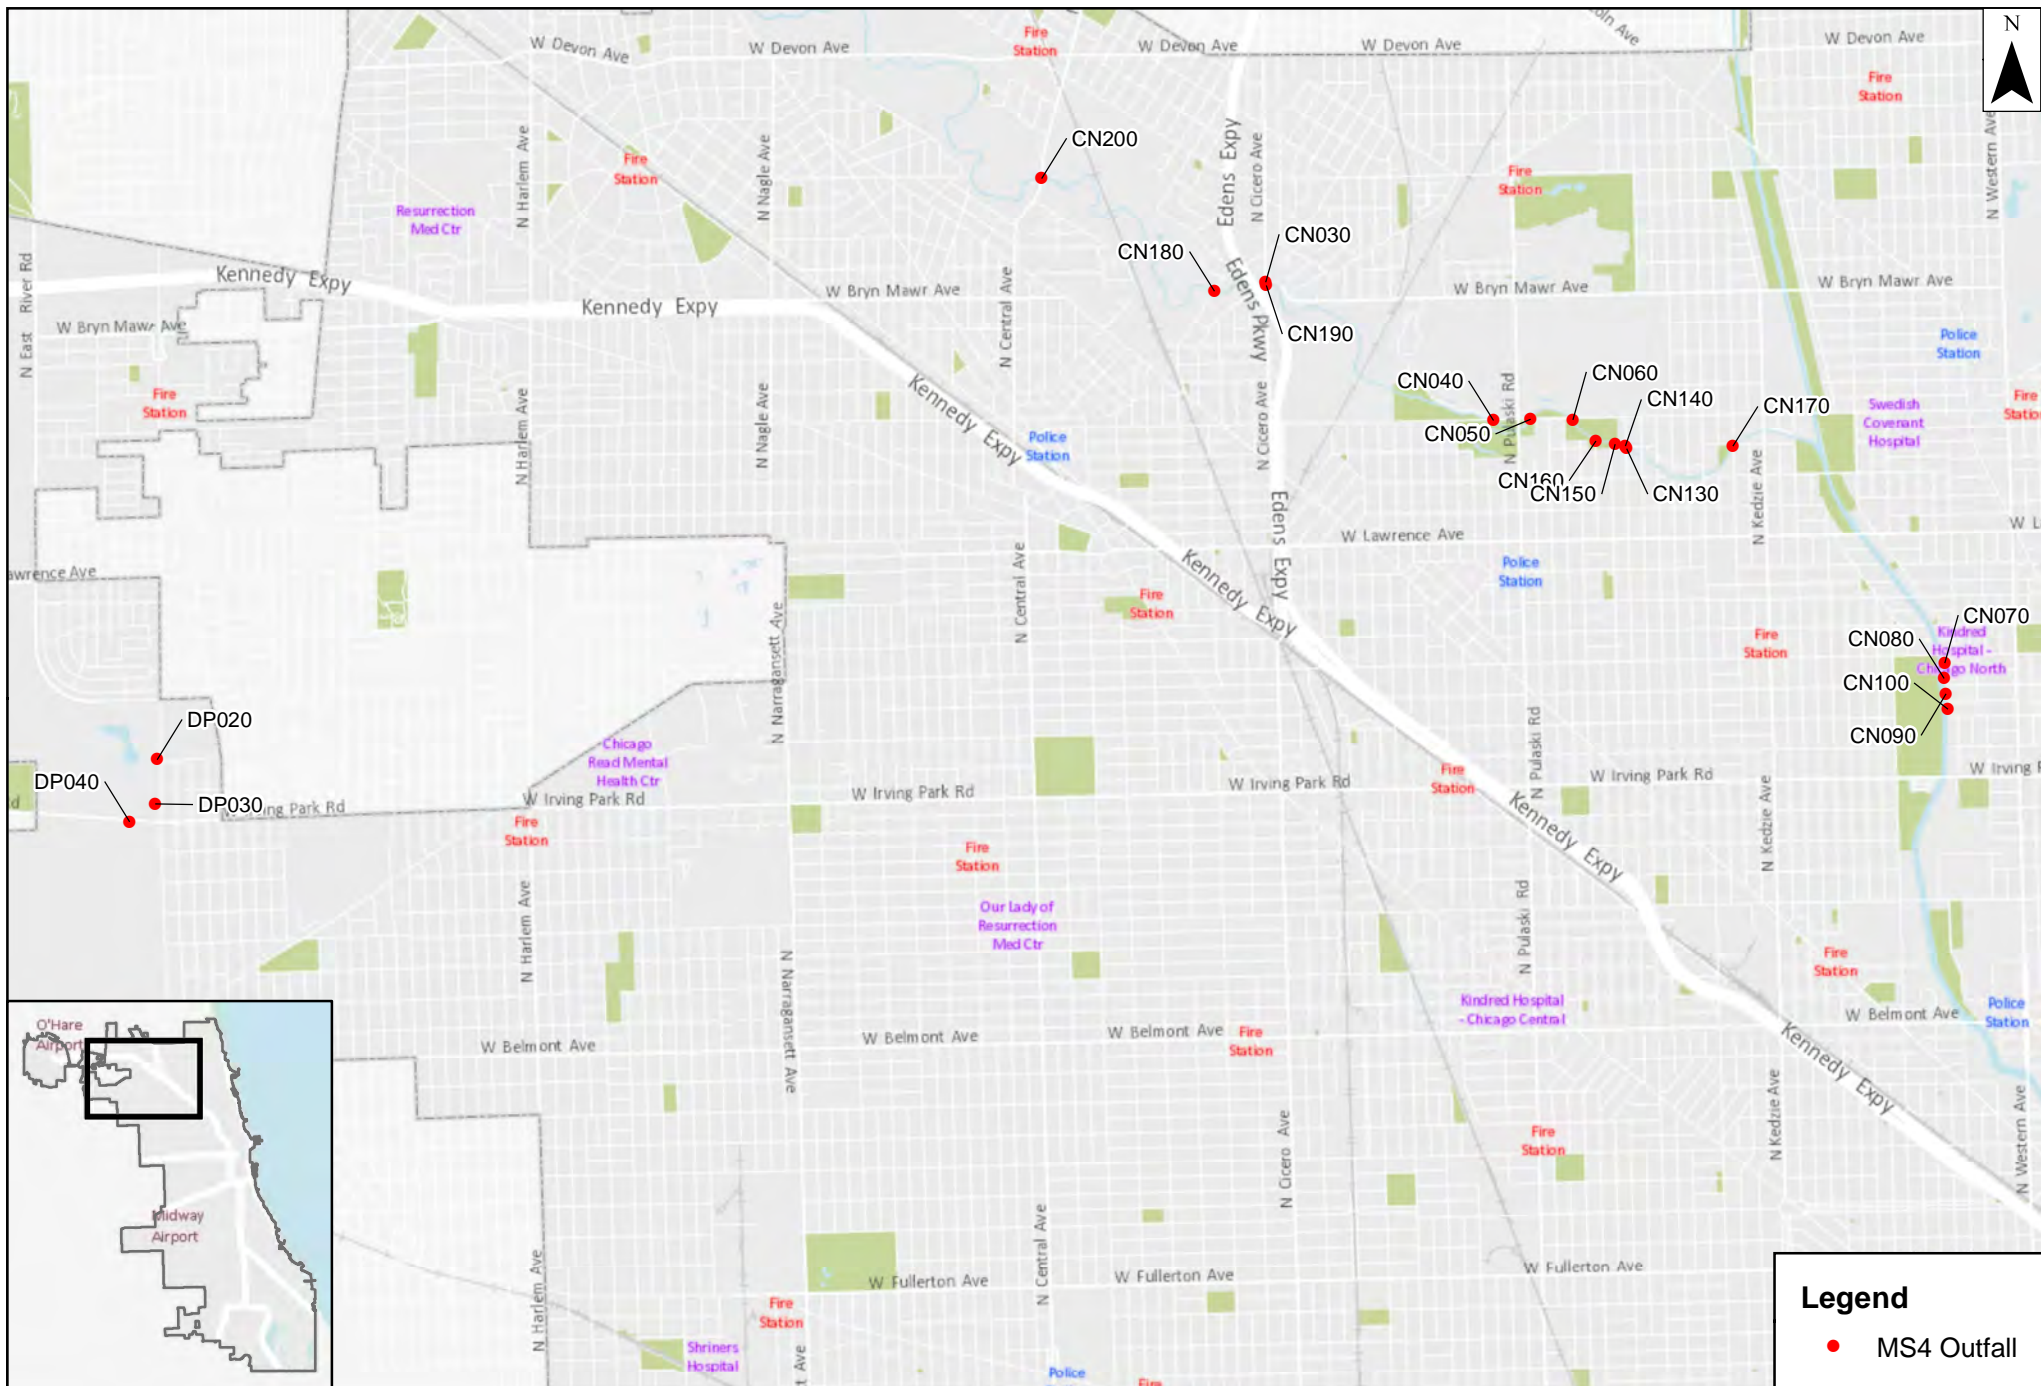 W Devon Ave
W Devon Ave
Fire
Station
W Devon Ave
W Devon Ave
W Devon Ave
N
Fire
Station
CN200
Fire
Station
N Harlem Ave
N Nagle Ave
Edens Expy
N Cicero Ave
Fire
Station
N Western Ave
Resurrection
Med Ctr
CN030
CN180
Kennedy Expy
Kennedy Expy
W Bryn Mawr Ave
W Bryn Mawr Ave
W Bryn Mawr Ave
W Bryn Mawr Ave
N East River Rd
N Central Ave
Edens Pkwy
CN190
Police
Station
Fire
Station
N Harlem Ave
N Nagle Ave
Kennedy Expy
Police
Station
N Cicero Ave
CN040
CN050
N Pulaski Rd
CN060
CN140
CN170
Swedish
Covenant
Hospital
Fire
CN160
CN150
CN130
N Kedzie Ave
Edens Expy
W Lawrence Ave
awrence Ave
Police
Station
N Central Ave
Fire
Station
Kennedy Expy
Fire
Station
CN070
CN080
Kindred
Hospital -
Chicago North
CN100
CN090
N Narragansett Ave
DP020
DP040
DP030
W Irving Park Rd
Chicago
Read Mental
Health Ctr
W Irving Park Rd
W Irving Park Rd
W Irving Park Rd
N Pulaski Rd
Fire
Station
W Irving Park Rd
Fire
Station
Fire
Station
Kennedy Expy
N Kedzie Ave
N Harlem Ave
Our Lady of
Resurrection
Med Ctr
N Pulaski Rd
Fire
Station
N Narragansett Ave
Kindred Hospital
- Chicago Central
Police
Station
W Belmont Ave
W Belmont Ave
W Belmont Ave
Fire
Station
W Belmont Ave
Kennedy Expy
O'Hare
Airport
Midway
Airport
N Cicero Ave
Fire
Station
N Kedzie Ave
N Western Ave
N Harlem Ave
N Central Ave
W Fullerton Ave
W Fullerton Ave
W Fullerton Ave
Fire
Station
Shriners
Hospital
t Ave
Police
Legend
MS4 Outfall